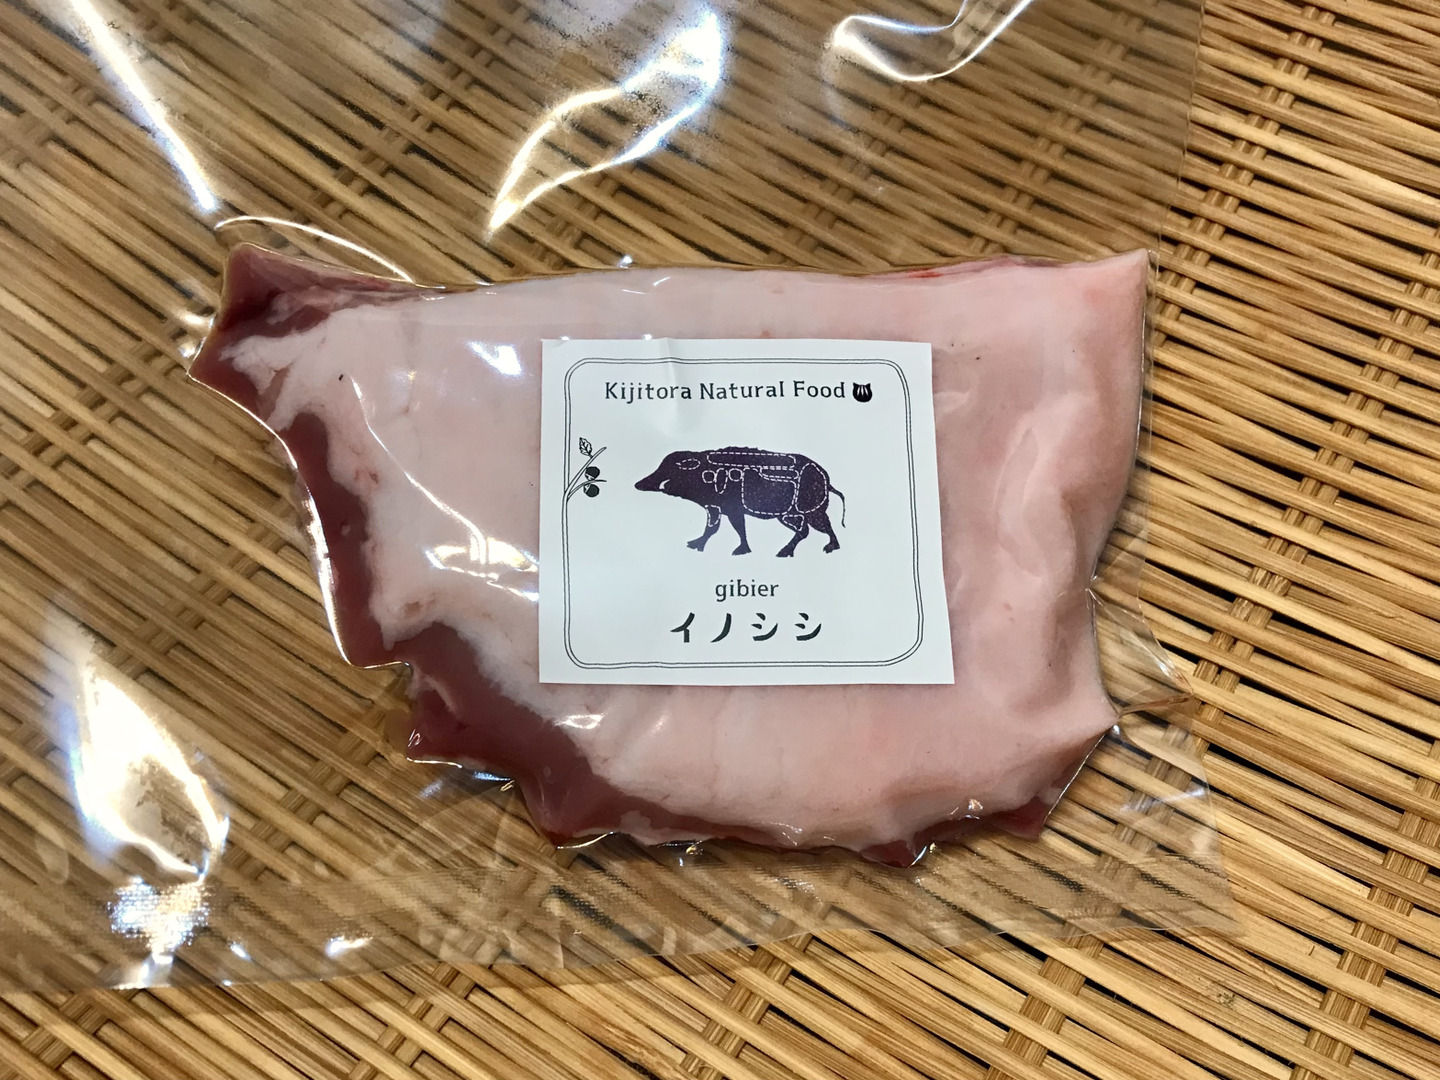 Kijitora Natural Food
gibier
イノシシ